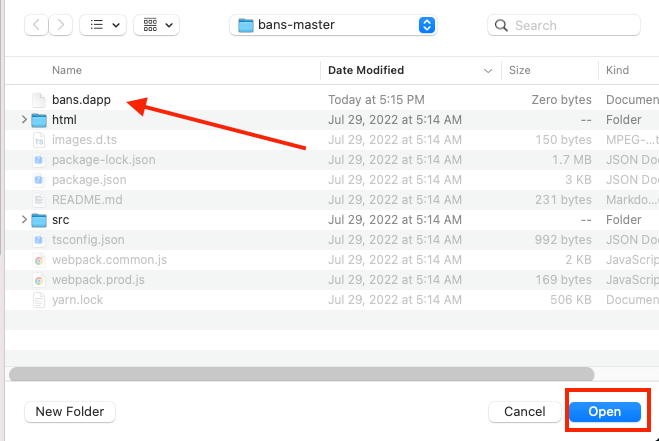 bans-master
Search
Name Date Modified Size Kind
bans.dapp Today at 5:15 PM Zero bytes Documen
html Jul 29, 2022 at 5:14 AM -- Folder
images.d.ts Jul 29, 2022 at 5:14 AM 150 bytes MPEG-...t
package-lock.json Jul 29, 2022 at 5:14 AM 1.7 MB JSON Do
package.json Jul 29, 2022 at 5:14 AM 3 KB JSON Do
README.md Jul 29, 2022 at 5:14 AM 231 bytes Markdo...
src Jul 29, 2022 at 5:14 AM -- Folder
tsconfig.json Jul 29, 2022 at 5:14 AM 992 bytes JSON Do
webpack.common.js Jul 29, 2022 at 5:14 AM 2 KB JavaScri
webpack.prod.js Jul 29, 2022 at 5:14 AM 169 bytes JavaScri
yarn.lock Jul 29, 2022 at 5:14 AM 506 KB Documen
New Folder Cancel Open